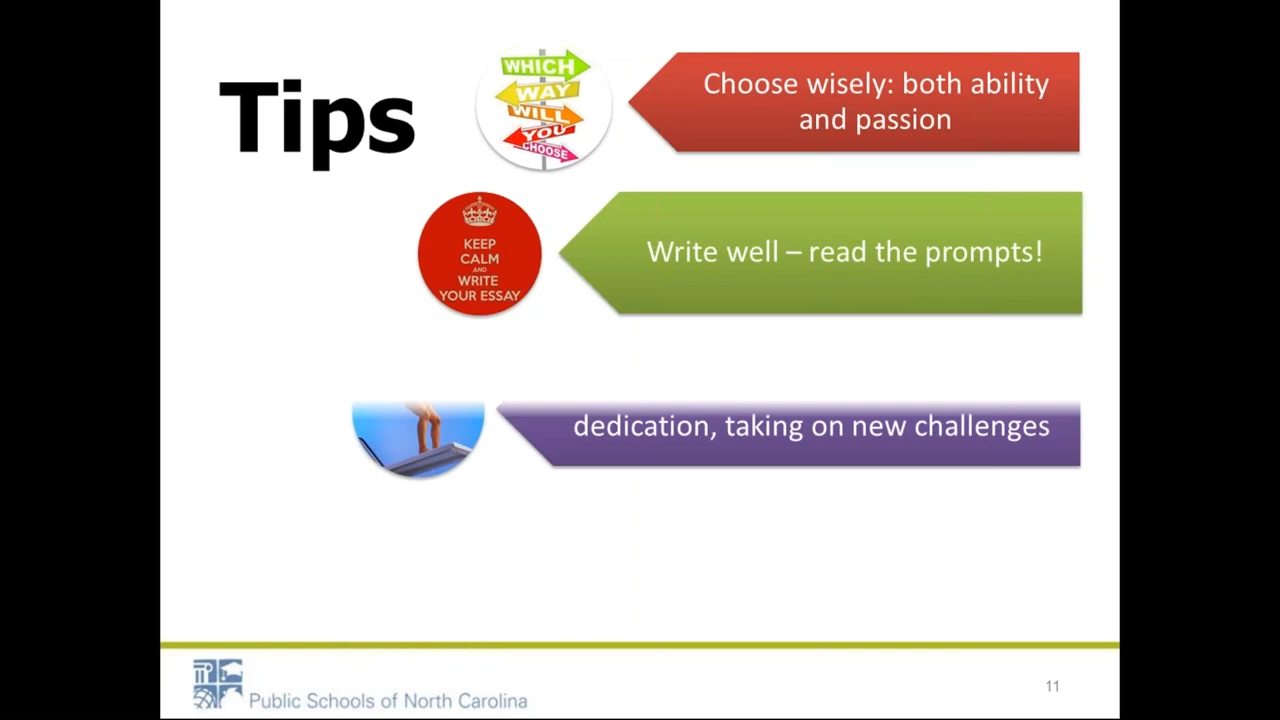 Tips
WHICH
WAY
WILL
YOU
CHOOSE
Choose wisely: both ability
and passion
KEEP
CALM
AND
WRITE
YOUR ESSAY
Write well – read the prompts!
dedication, taking on new challenges
Public Schools of North Carolina
11